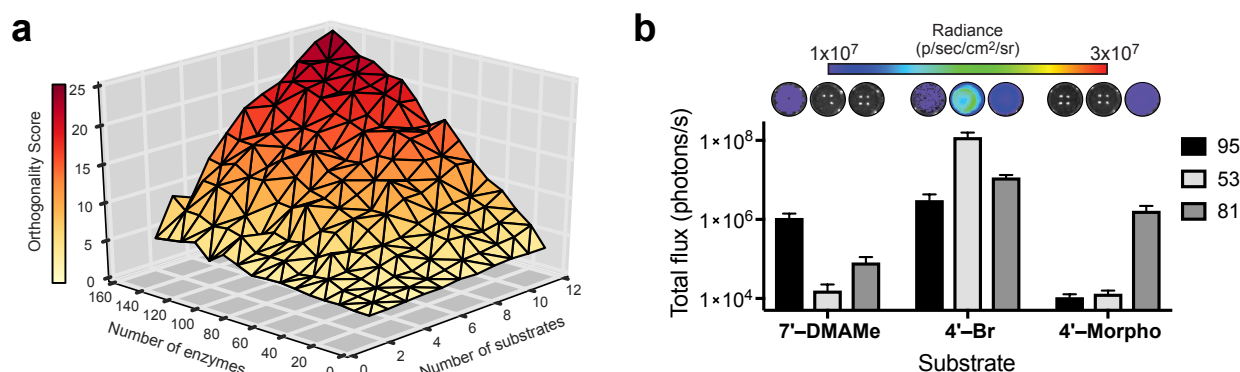 a
Orthogonality Score
25
20
15
10
5
0
160
140
120
100
80
60
40
20
0
Number of enzymes
0
2
4
6
8
10
12
Number of substrates
b
Radiance
(p/sec/cm²/sr)
1x10⁷
3x10⁷
Total flux (photons/s)
1×10⁸
1×10⁶
1×10⁴
95
53
81
7'–DMAMe
4'–Br
4'–Morpho
Substrate